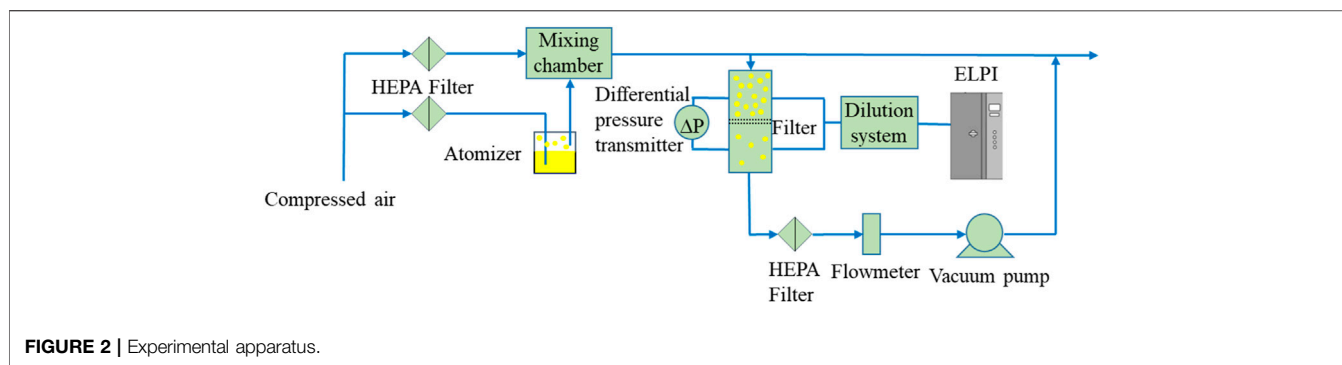 Mixing
chamber
HEPA Filter
Atomizer
Compressed air
Differential
pressure
transmitter
ΔP
Filter
Dilution
system
ELPI
HEPA
Filter
Flowmeter
Vacuum pump
FIGURE 2 | Experimental apparatus.